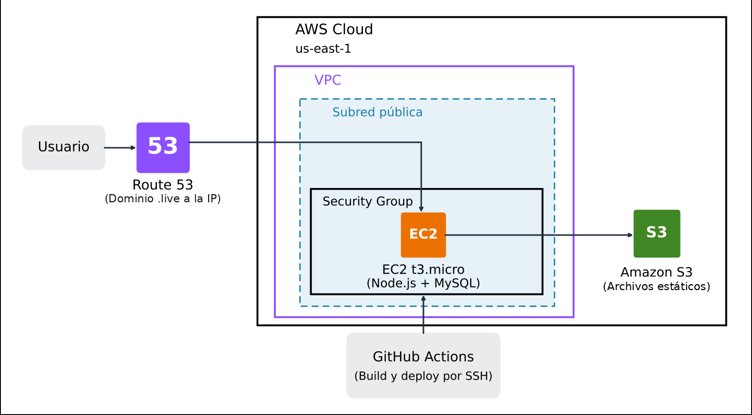 AWS Cloud
us-east-1
VPC
Subred pública
Usuario
53
Route 53
(Dominio .live a la IP)
Security Group
EC2
EC2 t3.micro
(Node.js + MySQL)
S3
Amazon S3
(Archivos estáticos)
GitHub Actions
(Build y deploy por SSH)